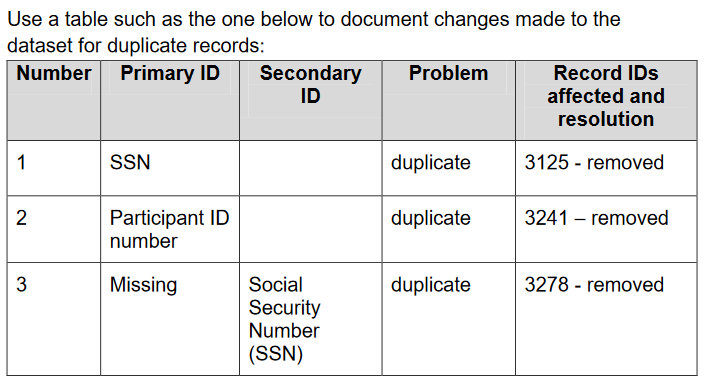 Use a table such as the one below to document changes made to the
dataset for duplicate records:
Number Primary ID Secondary ID Problem Record IDs affected and resolution
1 SSN duplicate 3125 - removed
2 Participant ID number duplicate 3241 – removed
3 Missing Social Security Number (SSN) duplicate 3278 - removed